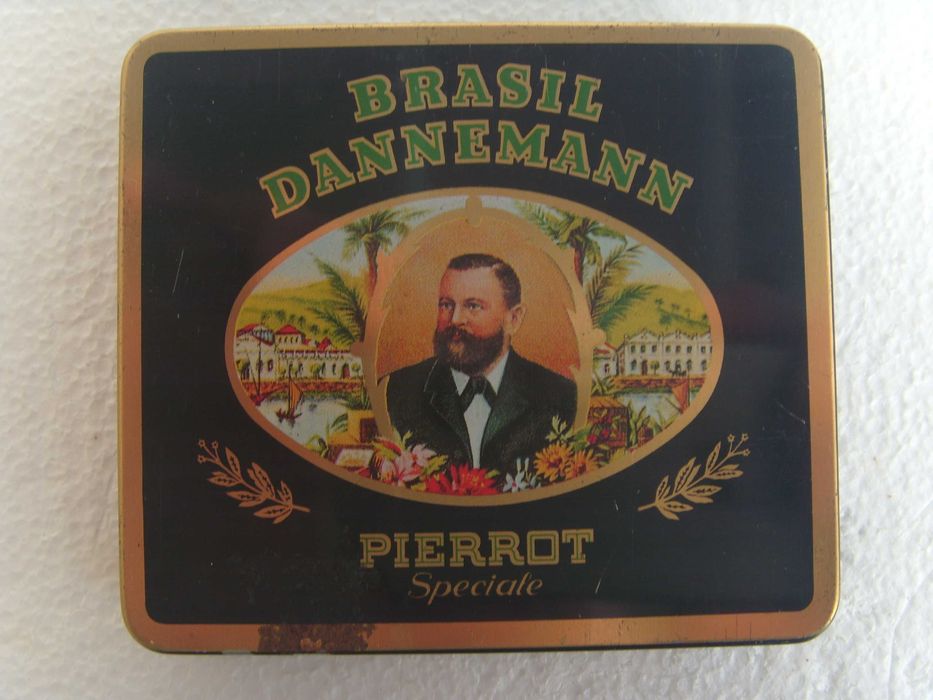 BRASIL
DANNEMANN
PIERROT
Speciale